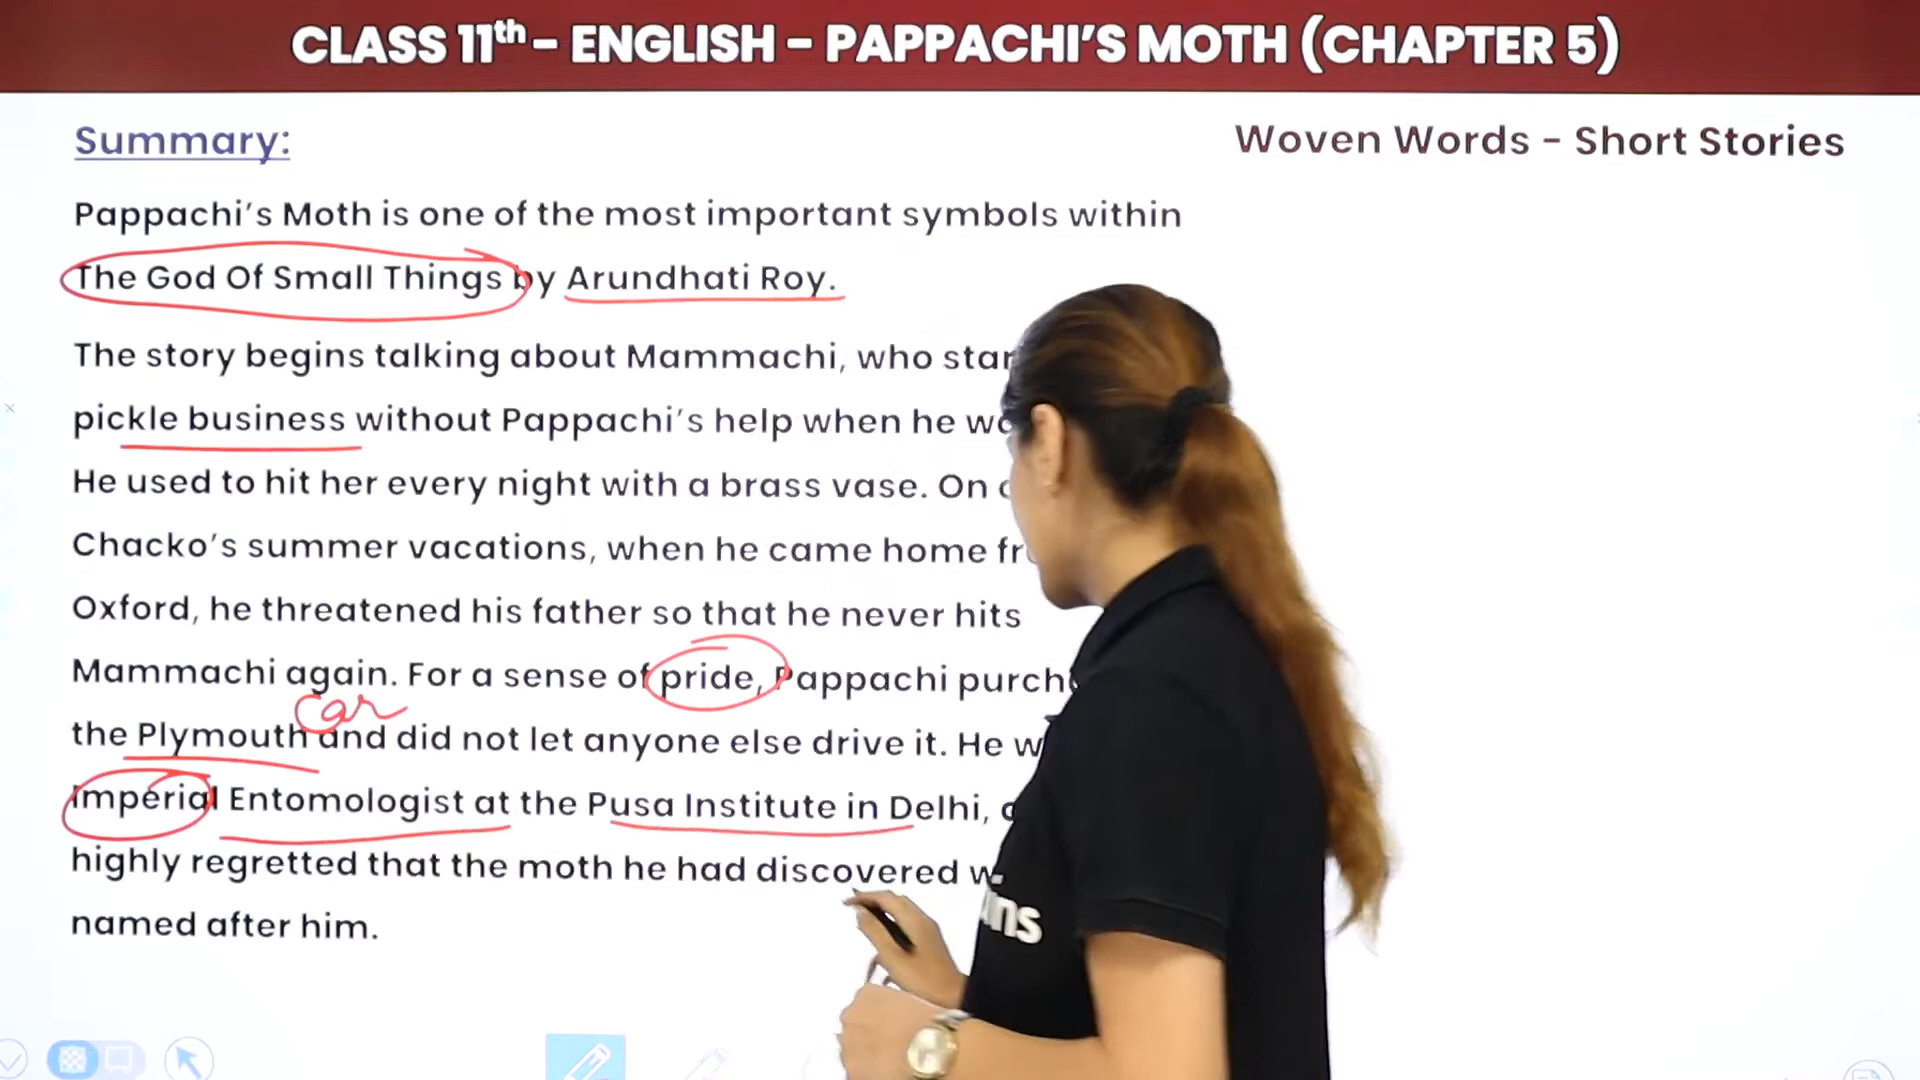 CLASS 11th - ENGLISH - PAPPACHI'S MOTH (CHAPTER 5)
Summary:
Woven Words - Short Stories
Pappachi's Moth is one of the most important symbols within
The God Of Small Things by Arundhati Roy.
The story begins talking about Mammachi, who
pickle business without Pappachi's help when he
He used to hit her every night with a brass vase. On
Chacko's summer vacations, when he came home
Oxford, he threatened his father so that he never hits
Mammachi again. For a sense of pride, Pappachi
car
the Plymouth and did not let anyone else drive it. He
Imperial Entomologist at the Pusa Institute in Delhi,
highly regretted that the moth he had discovered
named after him.